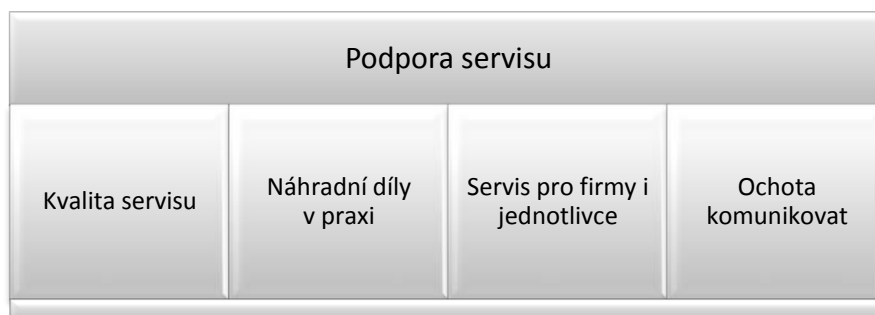 Podpora servisu
Kvalita servisu
Náhradní díly
v praxi
Servis pro firmy i
jednotlivce
Ochota
komunikovat